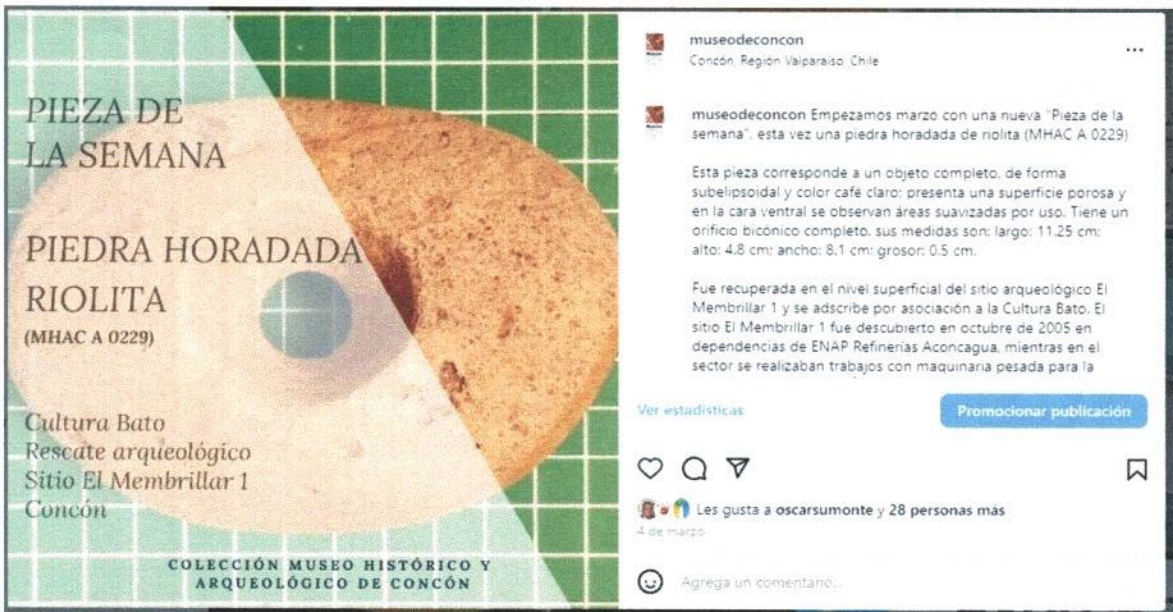 PIEZA DE
LA SEMANA
PIEDRA HORADADA
RIOLITA
(MHAC A 0229)
Cultura Bato
Rescate arqueológico
Sitio El Membrillar 1
Concón
COLECCIÓN MUSEO HISTÓRICO Y
ARQUEOLÓGICO DE CONCÓN
museodeconcon
Concón, Región Valparaíso, Chile
museodeconcon Empezamos marzo con una nueva "Pieza de la
semana", esta vez una piedra horadada de riolita (MHAC A 0229)
Esta pieza corresponde a un objeto completo, de forma
subelipsoidal y color café claro; presenta una superficie porosa y
en la cara ventral se observan áreas suavizadas por uso. Tiene un
orificio bicónico completo, sus medidas son: largo: 11.25 cm;
alto: 4.8 cm; ancho: 8.1 cm; grosor: 0.5 cm.
Fue recuperada en el nivel superficial del sitio arqueológico El
Membrillar 1 y se adscribe por asociación a la Cultura Bato. El
sitio El Membrillar 1 fue descubierto en octubre de 2005 en
dependencias de ENAP Refinerías Aconcagua, mientras en el
sector se realizaban trabajos con maquinaria pesada para la
Ver estadísticas
Promocionar publicación
Les gusta a oscarsumonte y 28 personas más
4 de marzo
Agrega un comentario...